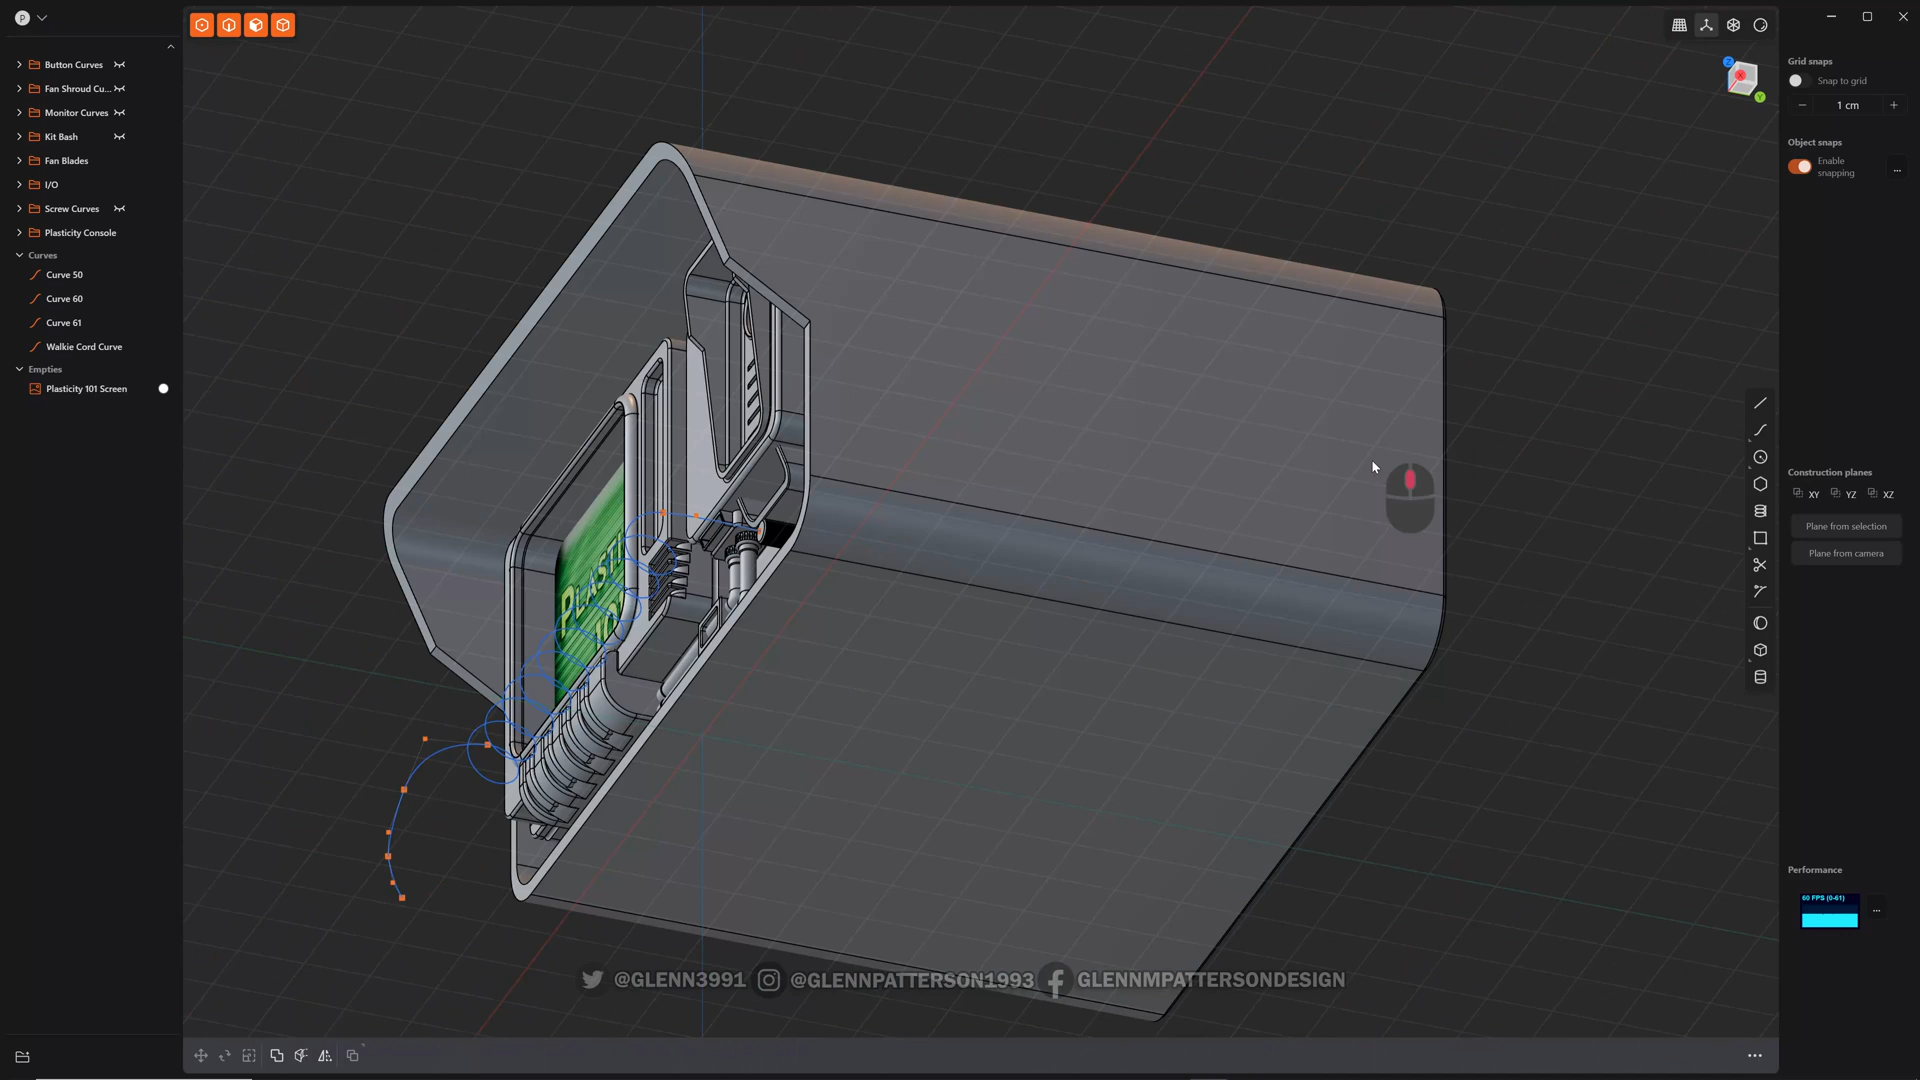 P
Button Curves
Fan Shroud Cu...
Monitor Curves
Kit Bash
Fan Blades
I/O
Screw Curves
Plasticity Console
Curves
Curve 50
Curve 60
Curve 61
Walkie Cord Curve
Empties
Plasticity 101 Screen
Z
X
Y
Grid snaps
Snap to grid
1 cm
Object snaps
Enable
snapping
Construction planes
XY YZ XZ
Plane from selection
Plane from camera
Performance
60 FPS (0-61)
@GLENN3991 @GLENNPATTERSON1993 GLENNMPATTERSONDESIGN